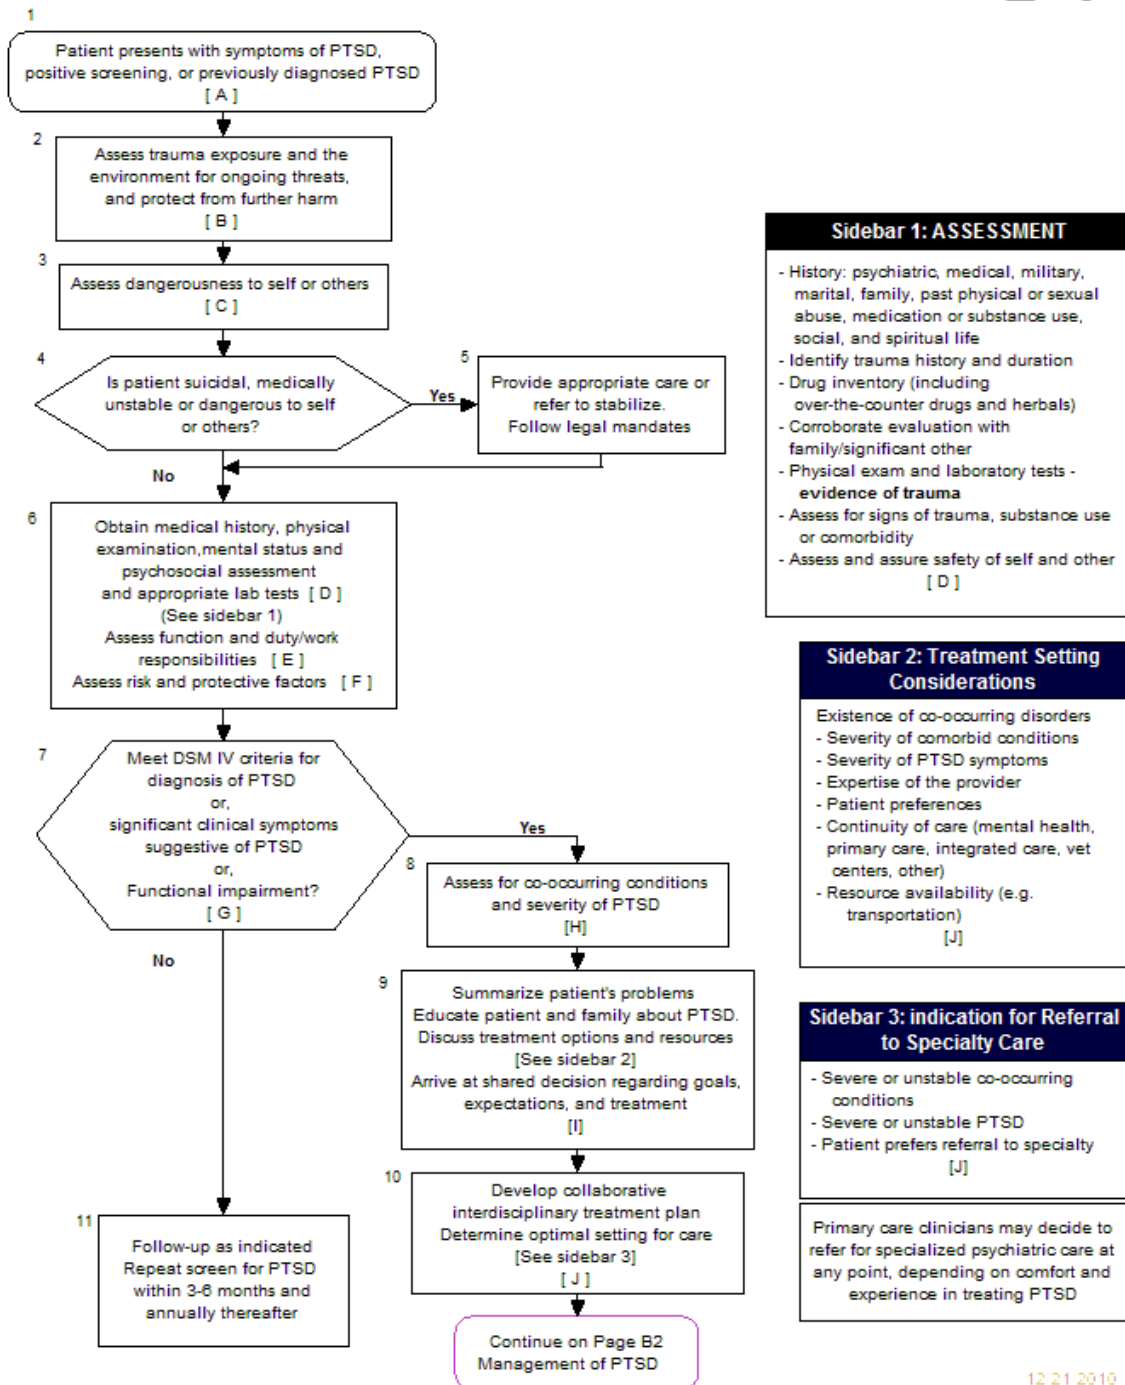 1
Patient presents with symptoms of PTSD,
positive screening, or previously diagnosed PTSD
[ A ]
2
Assess trauma exposure and the
environment for ongoing threats,
and protect from further harm
[ B ]
3
Assess dangerousness to self or others
[ C ]
4
Is patient suicidal, medically
unstable or dangerous to self
or others?
Yes
No
5
Provide appropriate care or
refer to stabilize.
Follow legal mandates
6
Obtain medical history, physical
examination,mental status and
psychosocial assessment
and appropriate lab tests [ D ]
(See sidebar 1)
Assess function and duty/work
responsibilities [ E ]
Assess risk and protective factors [ F ]
7
Meet DSM IV criteria for
diagnosis of PTSD
or,
significant clinical symptoms
suggestive of PTSD
or,
Functional impairment?
[ G ]
Yes
No
8
Assess for co-occurring conditions
and severity of PTSD
[H]
9
Summarize patient's problems
Educate patient and family about PTSD.
Discuss treatment options and resources
[See sidebar 2]
Arrive at shared decision regarding goals,
expectations, and treatment
[I]
10
Develop collaborative
interdisciplinary treatment plan
Determine optimal setting for care
[See sidebar 3]
[ J ]
11
Follow-up as indicated
Repeat screen for PTSD
within 3-6 months and
annually thereafter
Continue on Page B2
Management of PTSD
Sidebar 1: ASSESSMENT
- History: psychiatric, medical, military,
marital, family, past physical or sexual
abuse, medication or substance use,
social, and spiritual life
- Identify trauma history and duration
- Drug inventory (including
over-the-counter drugs and herbals)
- Corroborate evaluation with
family/significant other
- Physical exam and laboratory tests -
evidence of trauma
- Assess for signs of trauma, substance use
or comorbidity
- Assess and assure safety of self and other
[ D ]
Sidebar 2: Treatment Setting
Considerations
Existence of co-occurring disorders
- Severity of comorbid conditions
- Severity of PTSD symptoms
- Expertise of the provider
- Patient preferences
- Continuity of care (mental health,
primary care, integrated care, vet
centers, other)
- Resource availability (e.g.
transportation)
[J]
Sidebar 3: indication for Referral
to Specialty Care
- Severe or unstable co-occurring
conditions
- Severe or unstable PTSD
- Patient prefers referral to specialty
[J]
Primary care clinicians may decide to
refer for specialized psychiatric care at
any point, depending on comfort and
experience in treating PTSD
12 21 2010